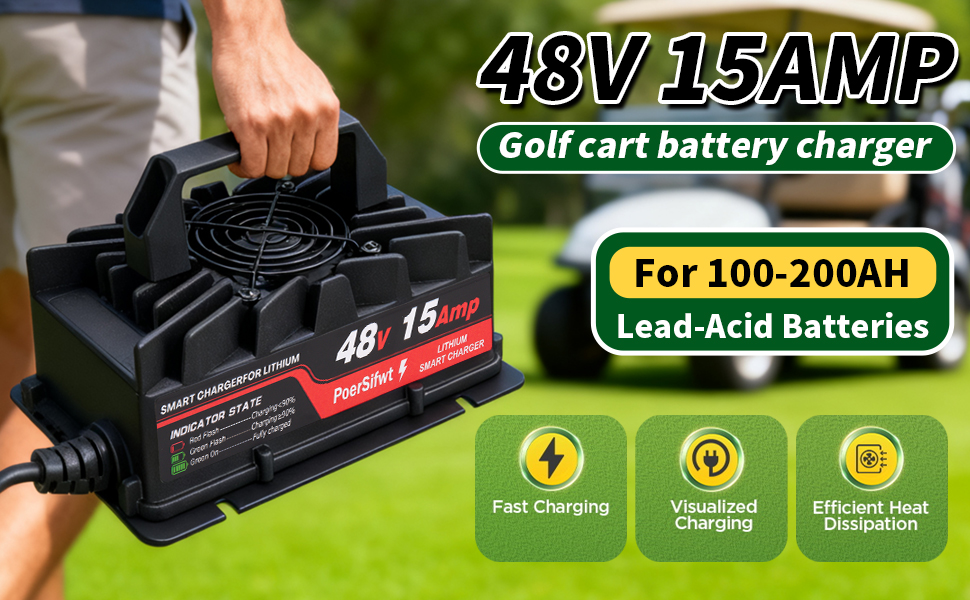 48V 15AMP
Golf cart battery charger
For 100-200AH
Lead-Acid Batteries
48V 15Amp
SMART CHARGERFOR LITHIUM
PoerSifwt
LITHIUM
SMART CHARGER
INDICATOR STATE
Red Flash Charging<90%
Green Flash Charging≥90%
Green On Fully charged
Fast Charging
Visualized
Charging
Efficient Heat
Dissipation